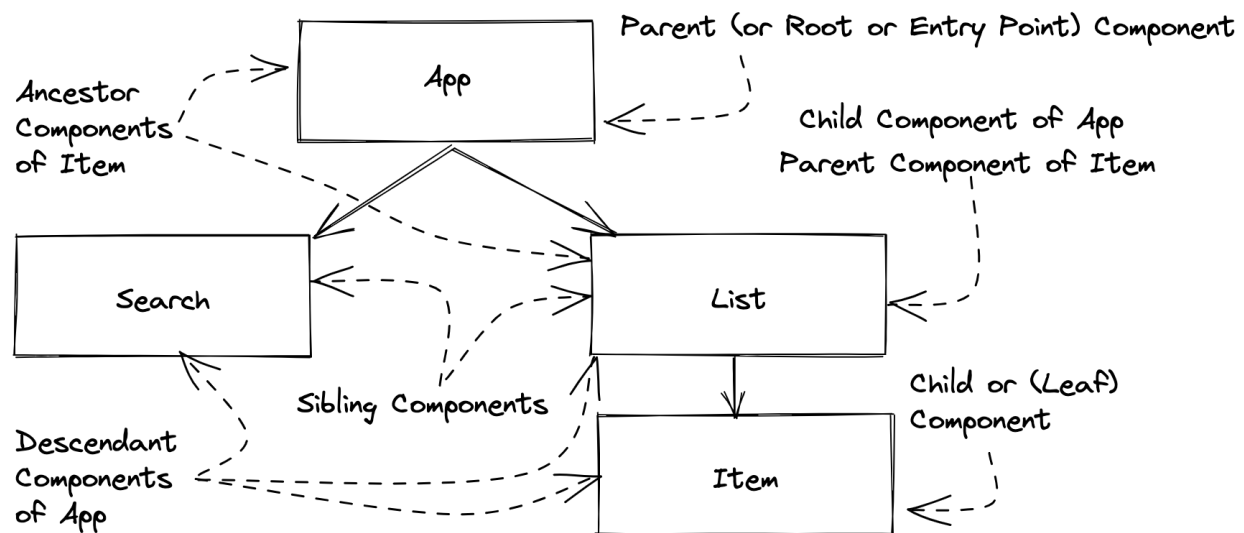 Parent (or Root or Entry Point) Component
App
Ancestor
Components
of Item
Child Component of App
Parent Component of Item
Search
List
Sibling Components
Child or (Leaf)
Component
Descendant
Components
of App
Item